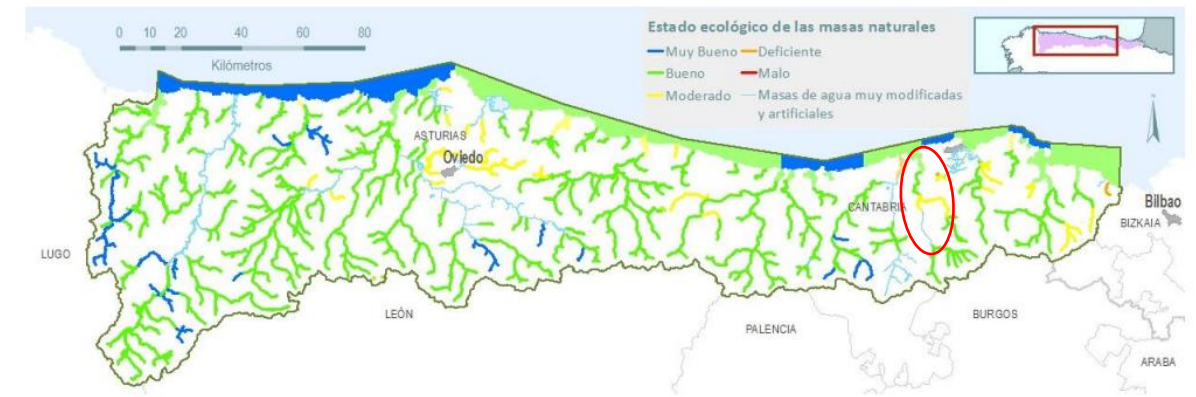 Estado ecológico de las masas naturales
Muy Bueno
Deficiente
Bueno
Malo
Moderado
Masas de agua muy modificadas
y artificiales
0 10 20 40 60 80
Kilómetros
ASTURIAS
Oviedo
CANTABRIA
Bilbao
BIZKAIA
LUGO
LEÓN
PALENCIA
BURGOS
ARABA